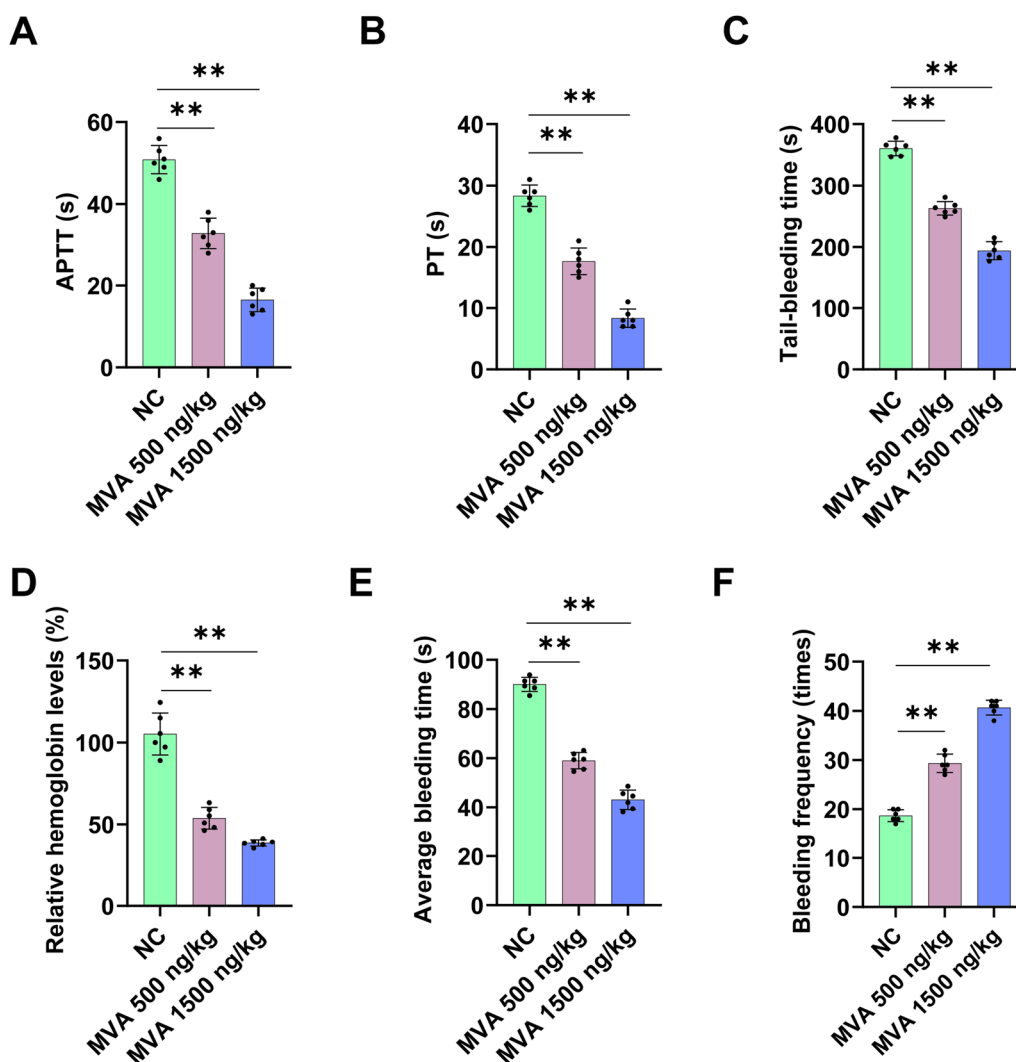 A
APTT (s)
**
**
60
40
20
0
NC
MVA 500 ng/kg
MVA 1500 ng/kg
B
PT (s)
**
**
40
30
20
10
0
NC
MVA 500 ng/kg
MVA 1500 ng/kg
C
Tail-bleeding time (s)
**
**
400
300
200
100
0
NC
MVA 500 ng/kg
MVA 1500 ng/kg
D
Relative hemoglobin levels (%)
**
**
150
100
50
0
NC
MVA 500 ng/kg
MVA 1500 ng/kg
E
Average bleeding time (s)
**
**
100
80
60
40
20
0
NC
MVA 500 ng/kg
MVA 1500 ng/kg
F
Bleeding frequency (times)
**
**
50
40
30
20
10
0
NC
MVA 500 ng/kg
MVA 1500 ng/kg